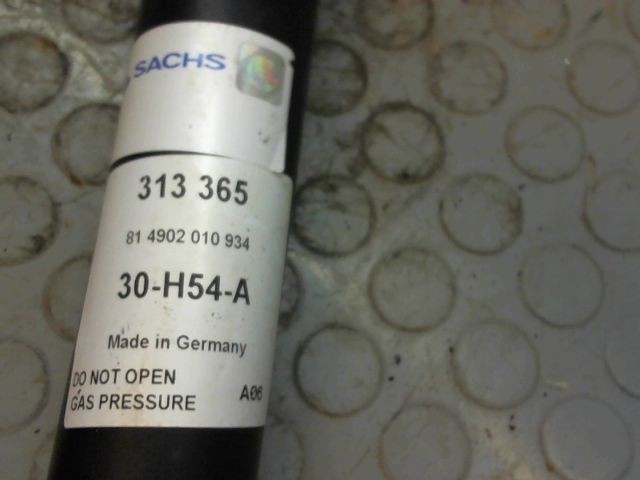 SACHS
313 365
81 4902 010 934
30-H54-A
Made in Germany
DO NOT OPEN
GAS PRESSURE A06